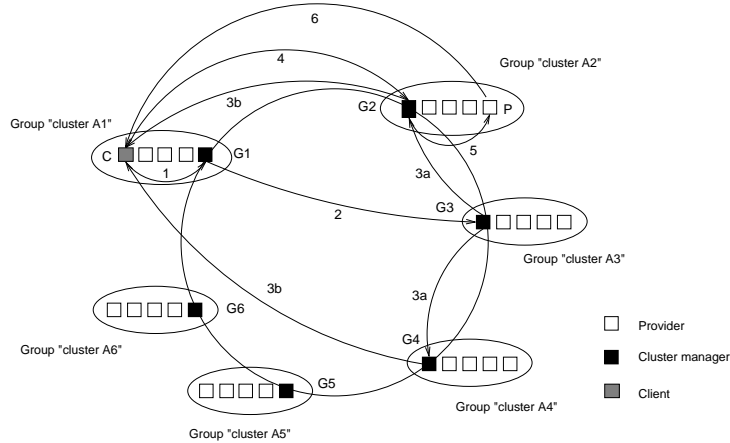 6
Group "cluster A2"
4
3b
G2
P
Group "cluster A1"
C
G1
1
5
3a
2
G3
Group "cluster A3"
3b
3a
G6
G4
Provider
Group "cluster A6"
Cluster manager
G5
Client
Group "cluster A4"
Group "cluster A5"